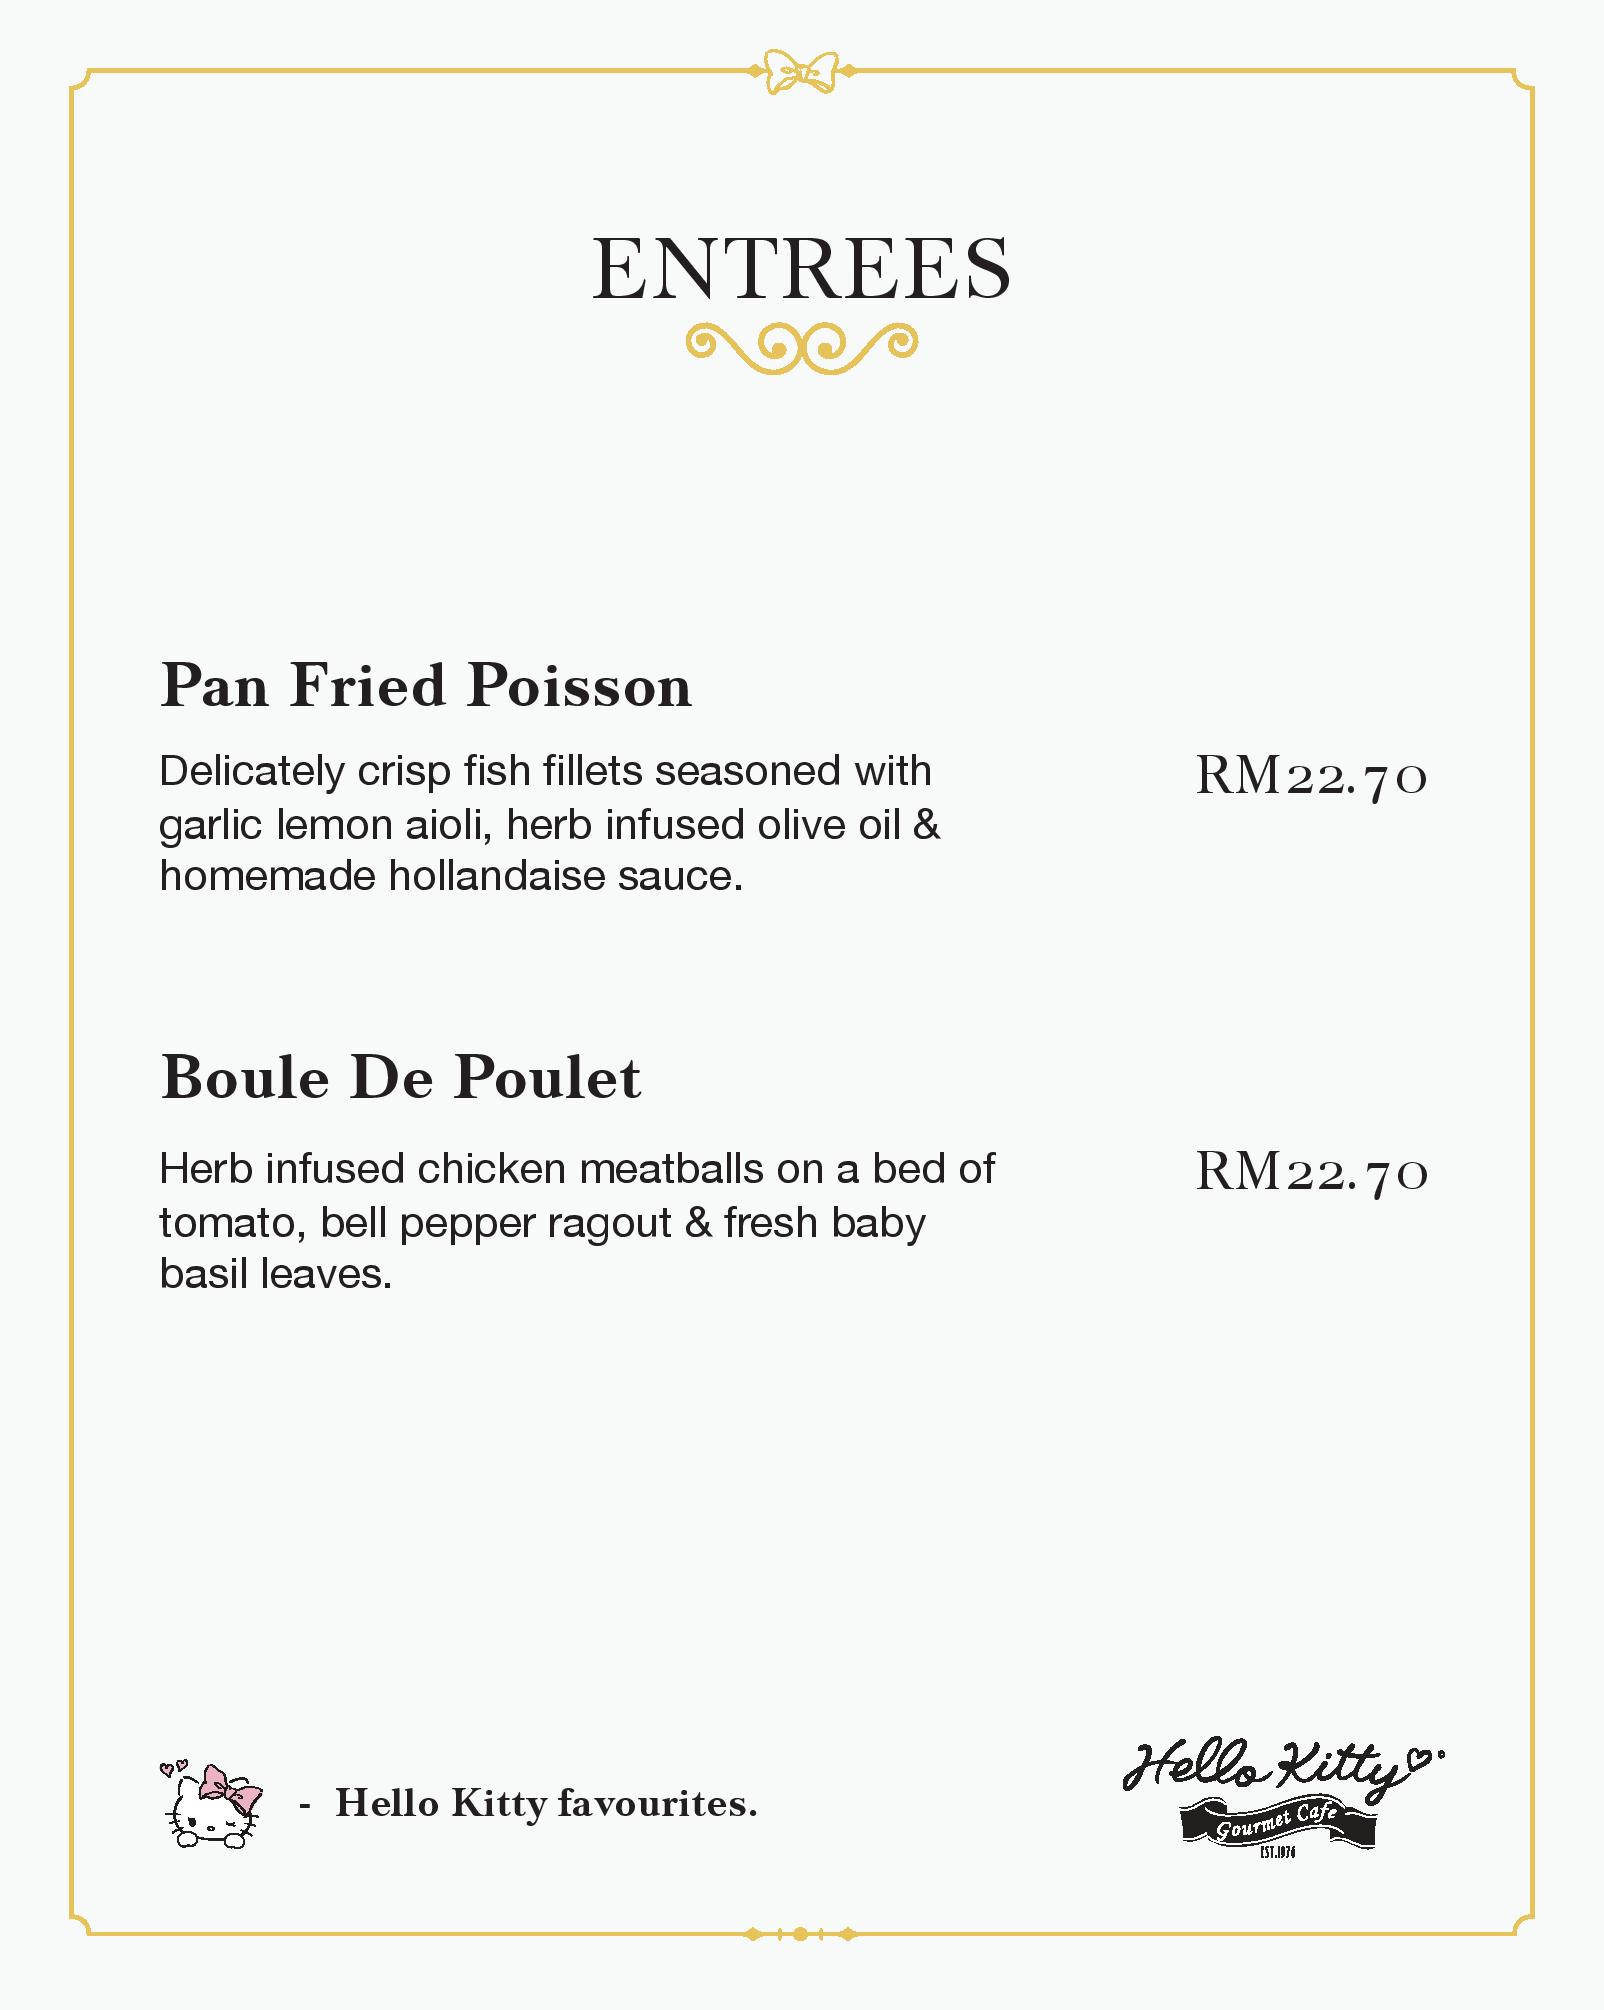 ENTREES
Pan Fried Poisson
Delicately crisp fish fillets seasoned with
RM22.70
garlic lemon aioli, herb infused olive oil &
homemade hollandaise sauce.
Boule De Poulet
Herb infused chicken meatballs on a bed of
RM22.70
tomato, bell pepper ragout & fresh baby
basil leaves.
- Hello Kitty favourites.
Hello Kitty
Gourmet Cafe
EST.1976